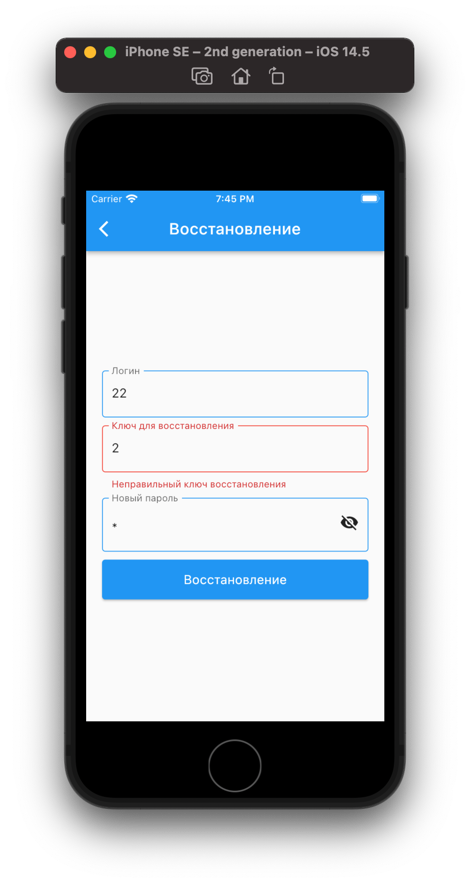 iPhone SE – 2nd generation – iOS 14.5
Carrier 7:45 PM
Восстановление
Логин
22
Ключ для восстановления
2
Неправильный ключ восстановления
Новый пароль
*
Восстановление